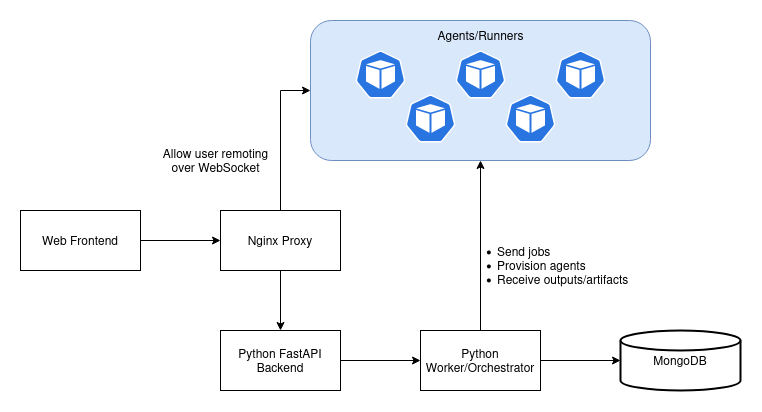 Agents/Runners
Allow user remoting
over WebSocket
Web Frontend
Nginx Proxy
• Send jobs
• Provision agents
• Receive outputs/artifacts
Python FastAPI
Backend
Python
Worker/Orchestrator
MongoDB